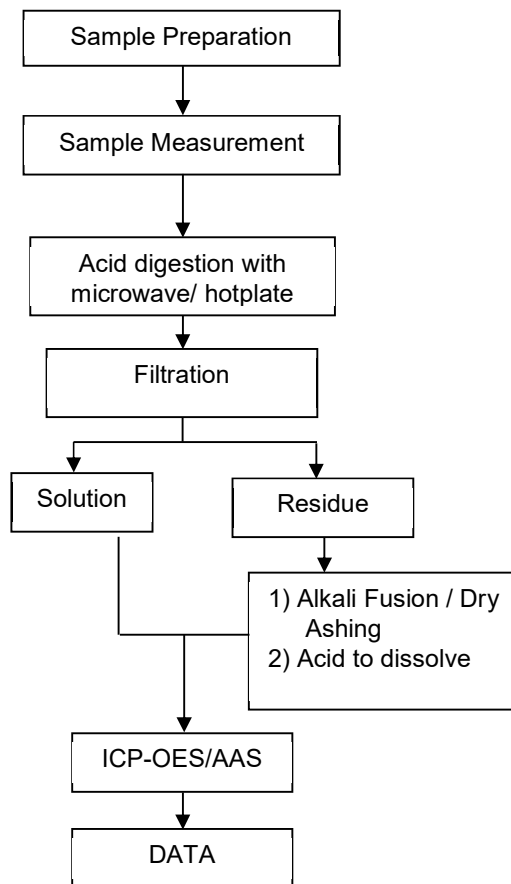 Sample Preparation
Sample Measurement
Acid digestion with
microwave/ hotplate
Filtration
Solution
Residue
1) Alkali Fusion / Dry
Ashing
2) Acid to dissolve
ICP-OES/AAS
DATA